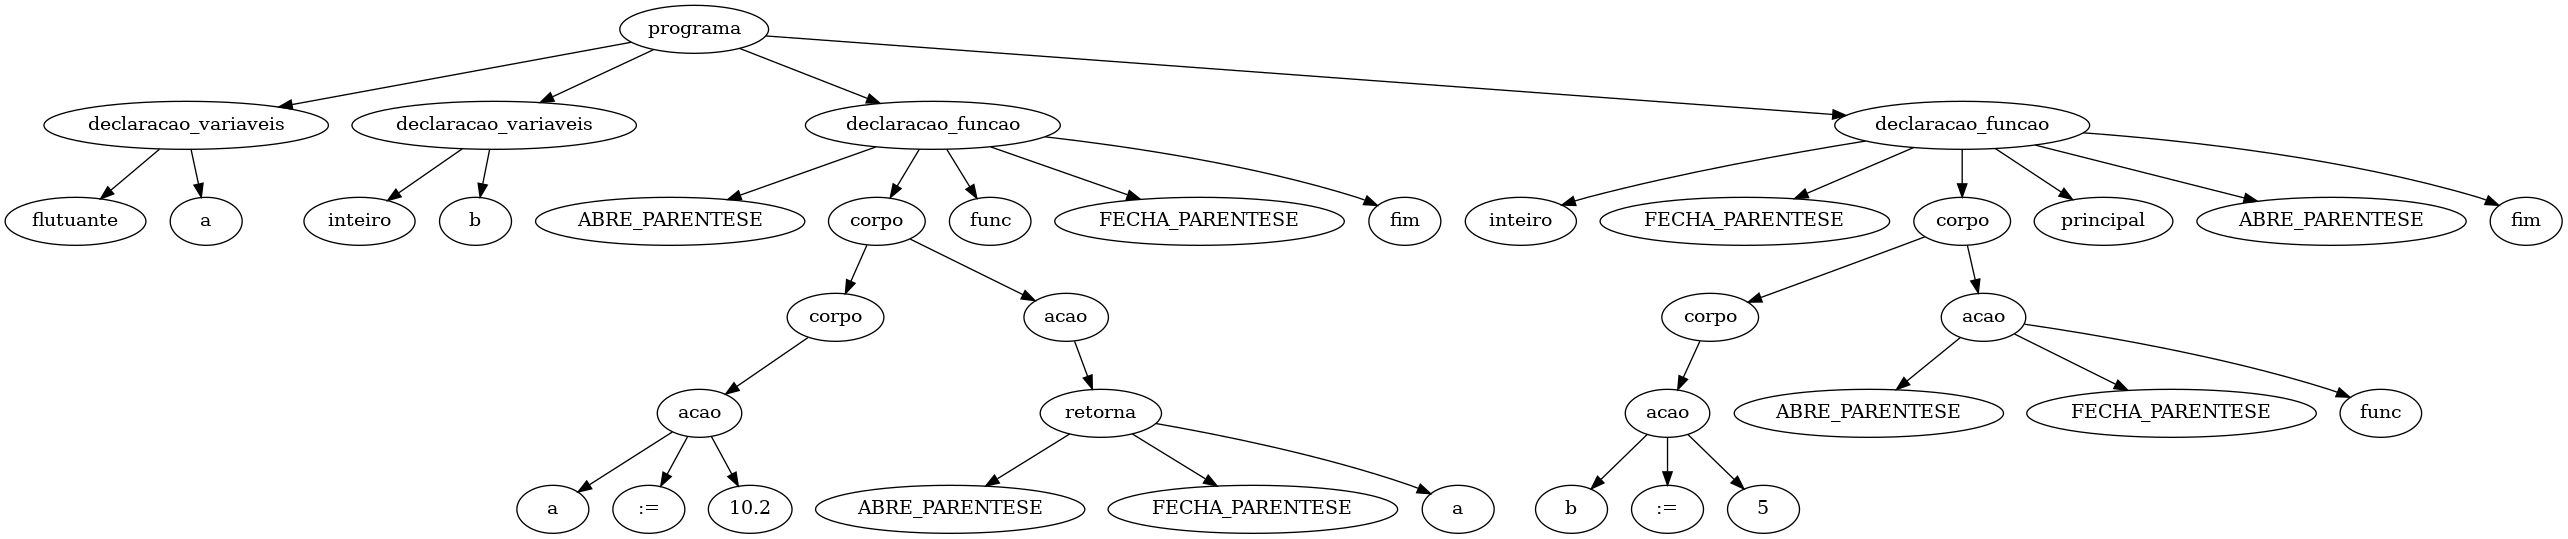 programa
declaracao_variaveis declaracao_variaveis declaracao_funcao declaracao_funcao
flutuante a inteiro b ABRE_PARENTESE corpo func FECHA_PARENTESE fim inteiro FECHA_PARENTESE corpo principal ABRE_PARENTESE fim
corpo acao corpo acao
acao retorna acao ABRE_PARENTESE FECHA_PARENTESE func
a := 10.2 ABRE_PARENTESE FECHA_PARENTESE a b := 5